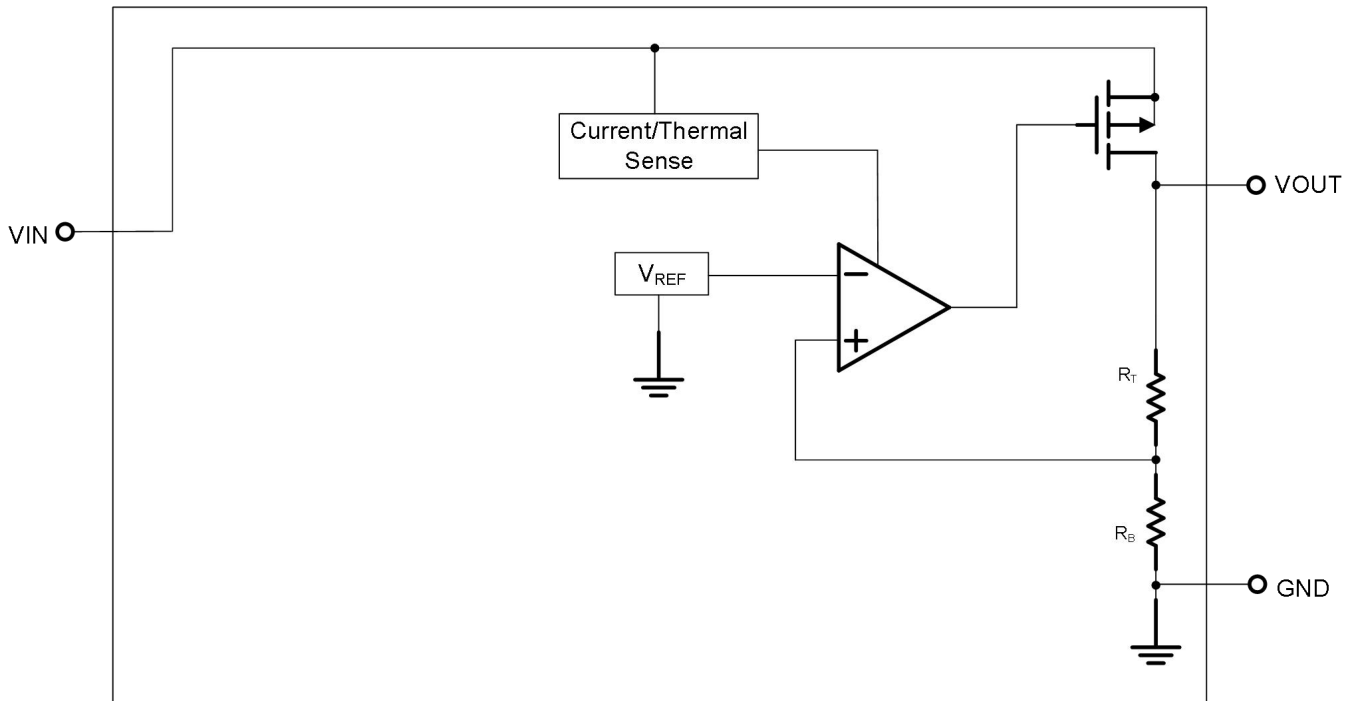 Current/Thermal
Sense
VOUT
VIN
VREF
−
+
RT
RB
GND